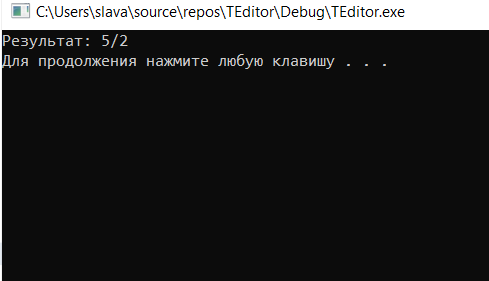 C:\Users\slava\source\repos\TEditor\Debug\TEditor.exe
Результат: 5/2
Для продолжения нажмите любую клавишу . . .